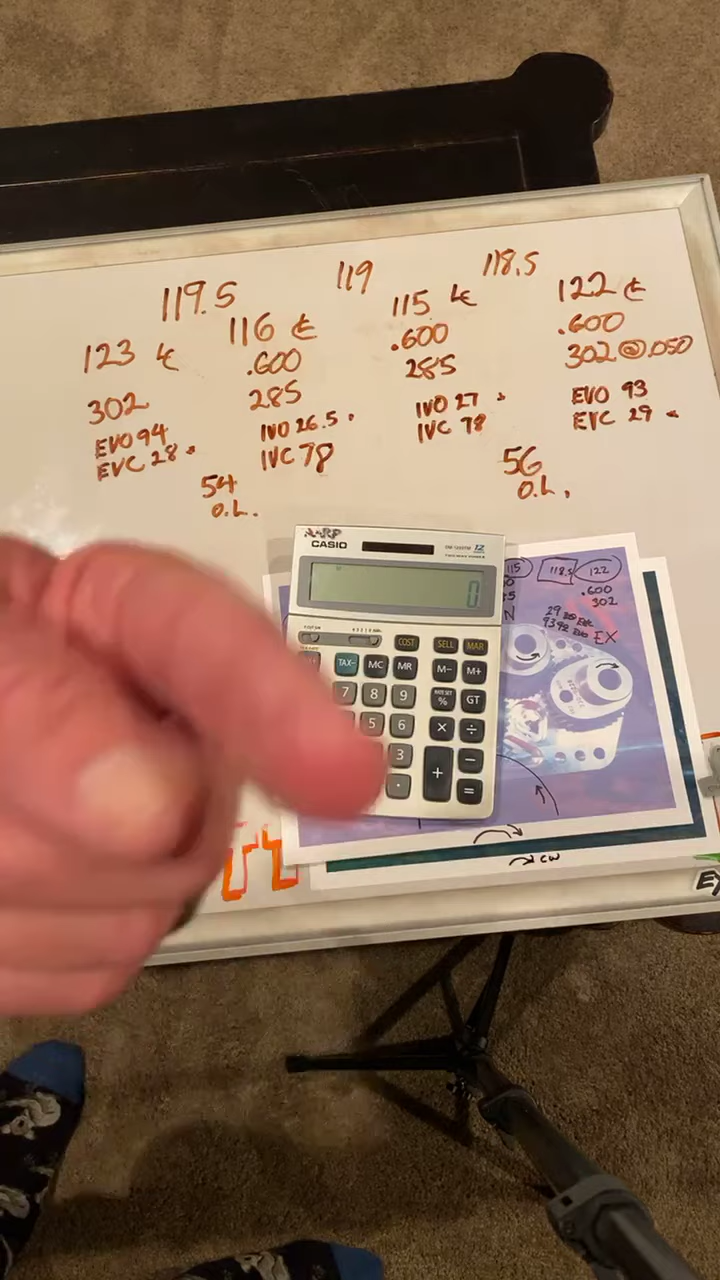 119.5
119
118.5
123 ℄
302
EVO 94
EVC 28
116 ℄
.600
285
IVO 26.5
IVC 78
54
O.L.
115 ℄
.600
285
IVO 27
IVC 78
122 ℄
.600
302 @ .050
EVO 93
EVC 29
56
O.L.
CASIO
0
COST
SELL
MAR
TAX-
MC
MR
M-
M+
7
8
9
%
GT
5
6
×
÷
3
+
-
.
=
115
118.5
122
.600
302
EX
CW